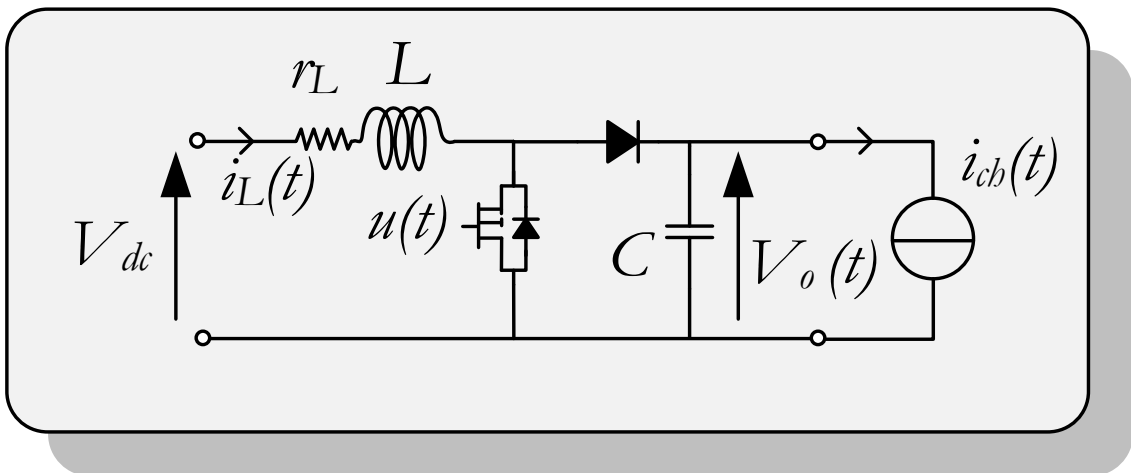 r_L L
i_L(t)
i_ch(t)
u(t)
V_dc
C
V_o (t)